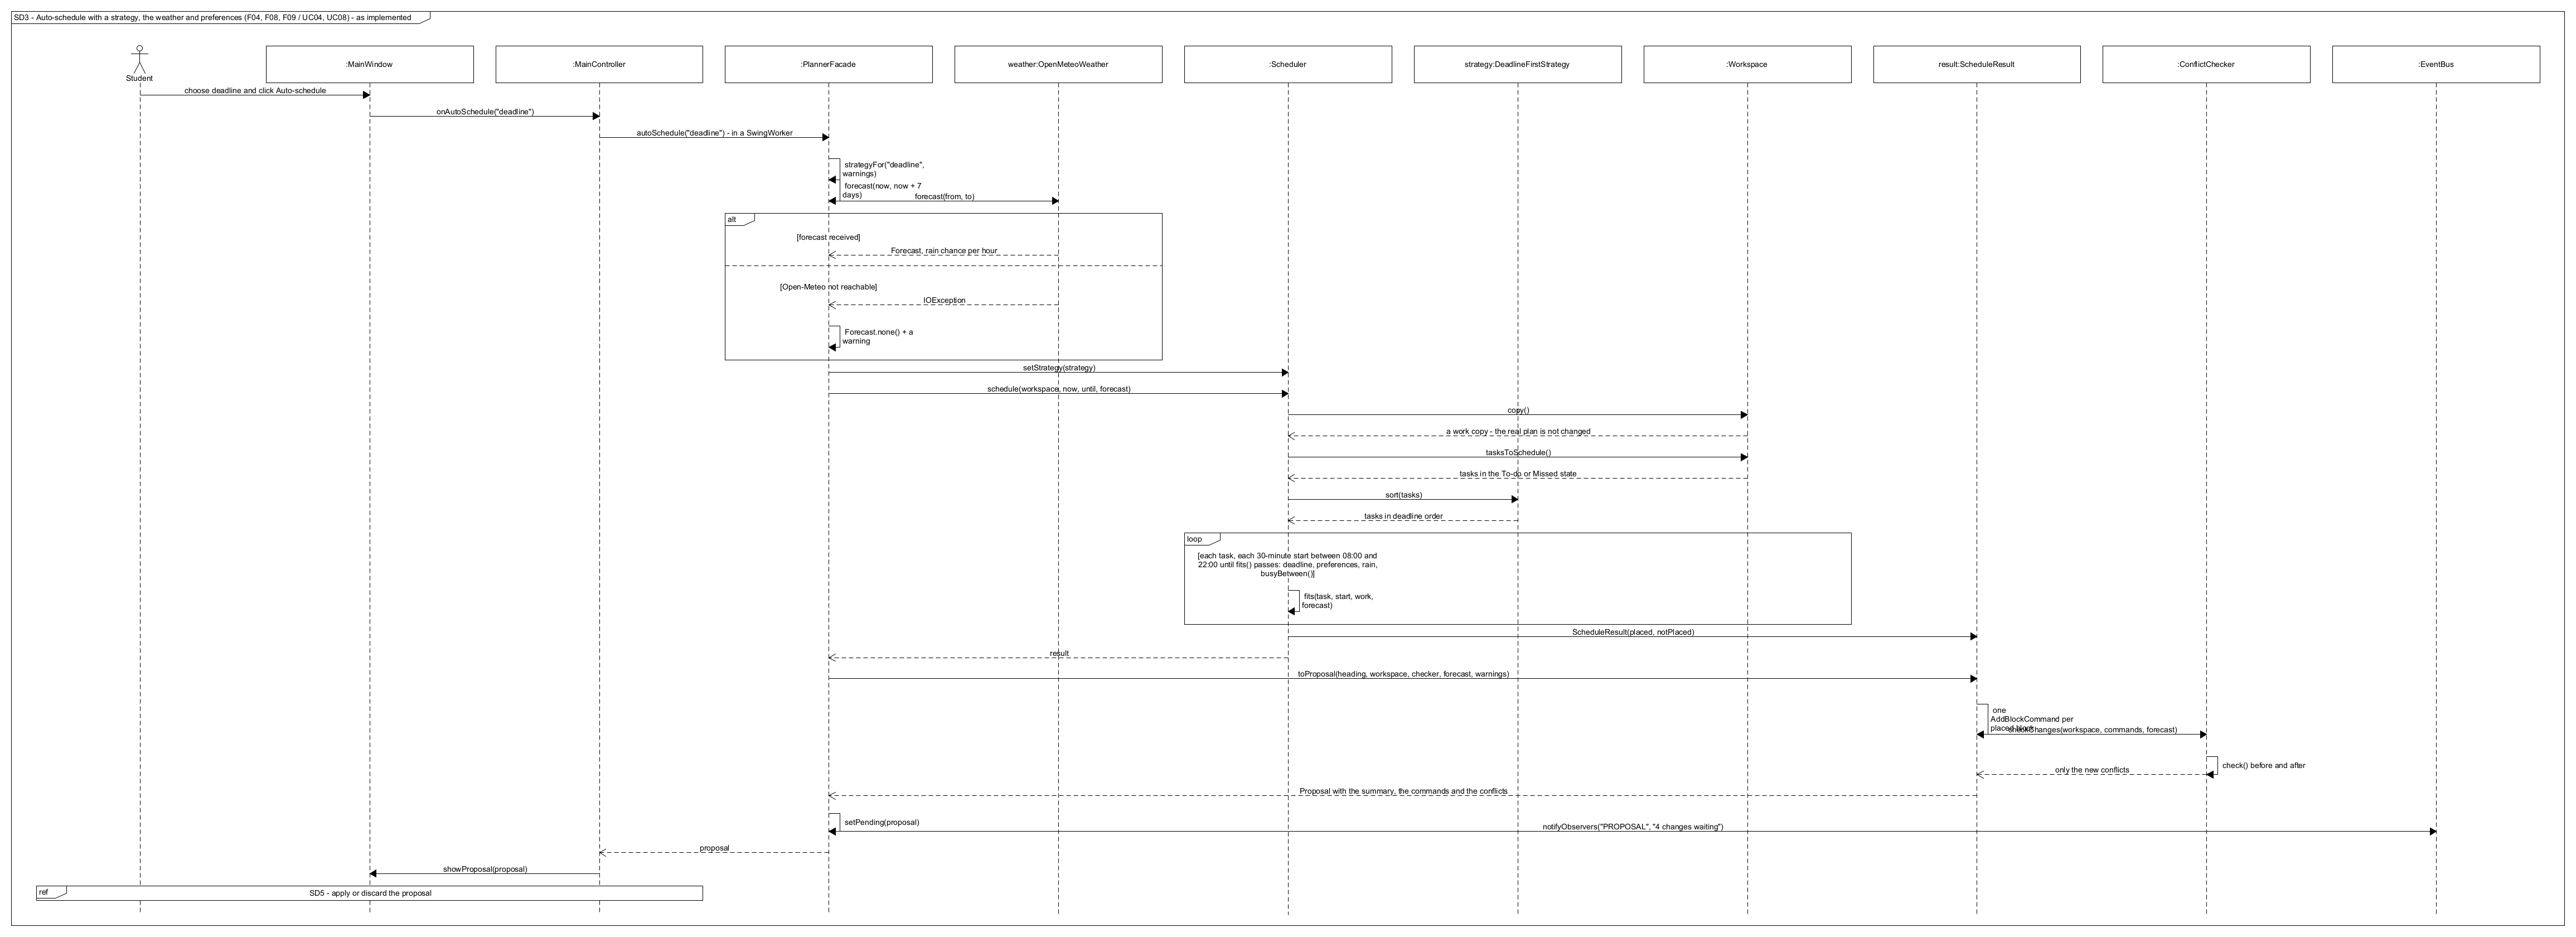 SD3 - Auto-schedule with a strategy, the weather and preferences (F04, F08, F09 / UC04, UC08) - as implemented
Student
:MainWindow
:MainController
:PlannerFacade
weather:OpenMeteoWeather
:Scheduler
strategy:DeadlineFirstStrategy
:Workspace
result:ScheduleResult
:ConflictChecker
:EventBus
choose deadline and click Auto-schedule
onAutoSchedule("deadline")
autoSchedule("deadline") - in a SwingWorker
strategyFor("deadline",
warnings)
forecast(now, now + 7
days)
forecast(from, to)
alt
[forecast received]
Forecast, rain chance per hour
[Open-Meteo not reachable]
IOException
Forecast.none() + a
warning
setStrategy(strategy)
schedule(workspace, now, until, forecast)
copy()
a work copy - the real plan is not changed
tasksToSchedule()
tasks in the To-do or Missed state
sort(tasks)
tasks in deadline order
loop
[each task, each 30-minute start between 08:00 and
22:00 until fits() passes: deadline, preferences, rain,
busyBetween()]
fits(task, start, work,
forecast)
ScheduleResult(placed, notPlaced)
result
toProposal(heading, workspace, checker, forecast, warnings)
one
AddBlockCommand per
placed block
checkChanges(workspace, commands, forecast)
check() before and after
only the new conflicts
Proposal with the summary, the commands and the conflicts
setPending(proposal)
notifyObservers("PROPOSAL", "4 changes waiting")
proposal
showProposal(proposal)
ref
SD5 - apply or discard the proposal